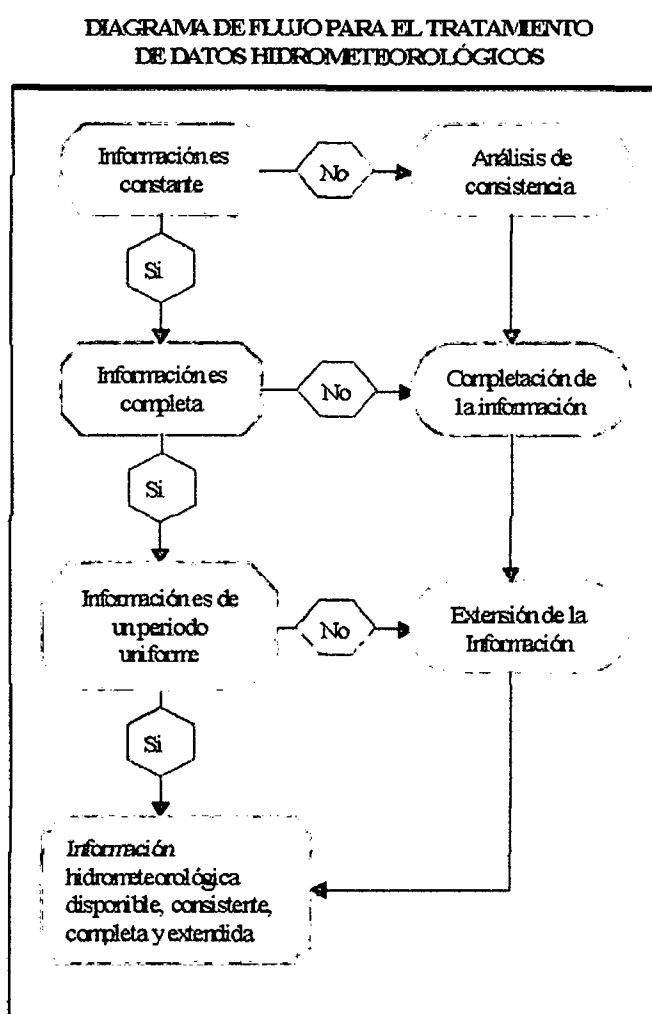 DIAGRAMA DE FLUJO PARA EL TRATAMIENTO
DE DATOS HIDROMETEOROLÓGICOS
Información es
constante
No
Análisis de
consistencia
Si
Información es
completa
No
Completación de
la información
Si
Información es de
un periodo
uniforme
No
Extensión de la
Información
Si
Información
hidrometeorológica
disponible, consistente,
completa y extendida